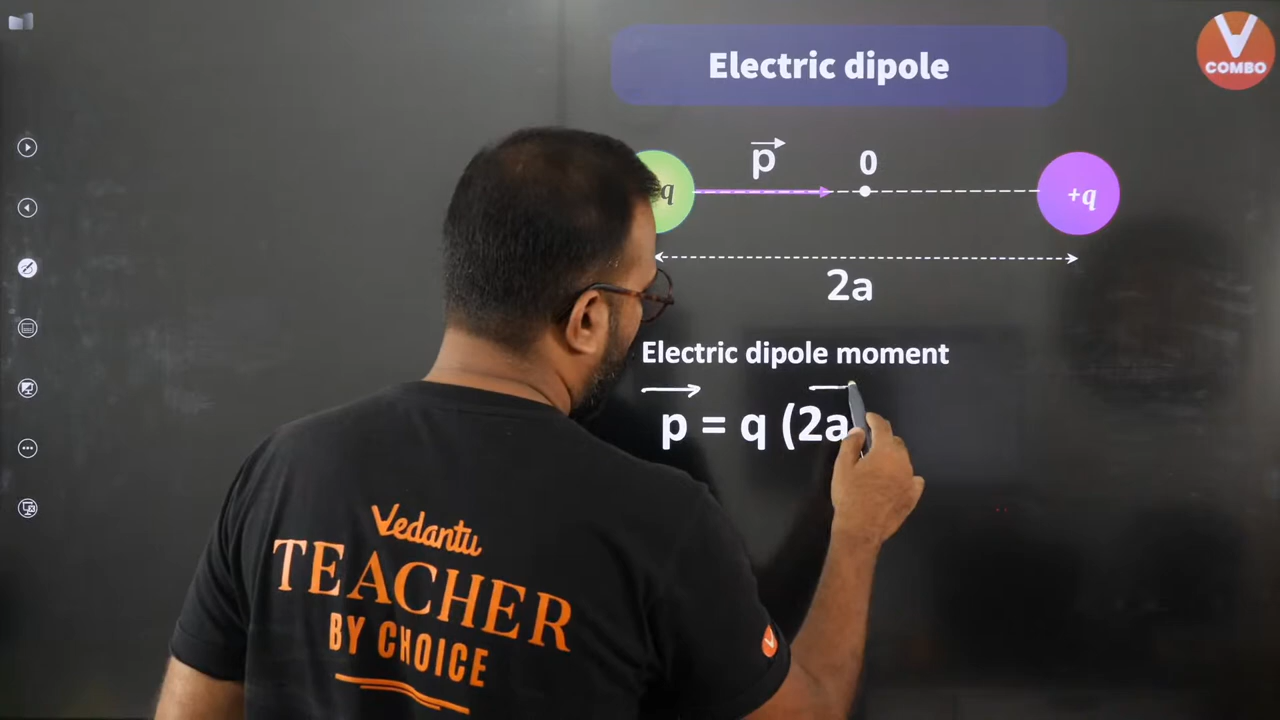 Electric dipole
COMBO
p 0
q +q
2a
Electric dipole moment
p = q (2a
Vedantu
TEACHER
BY CHOICE